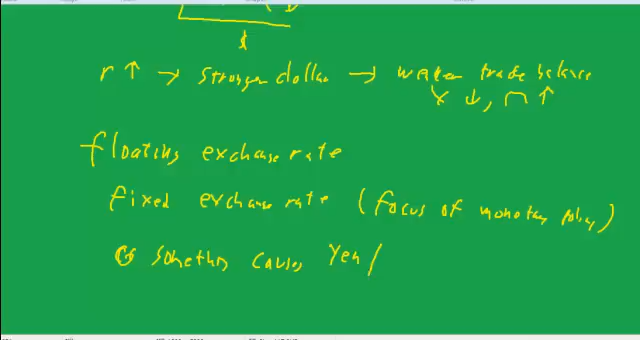 r ↑ → stronger dollar → weaker trade balance
x ↓, m ↑
floating exchange rate
fixed exchange rate (focus of monetary policy)
something causes Yen/